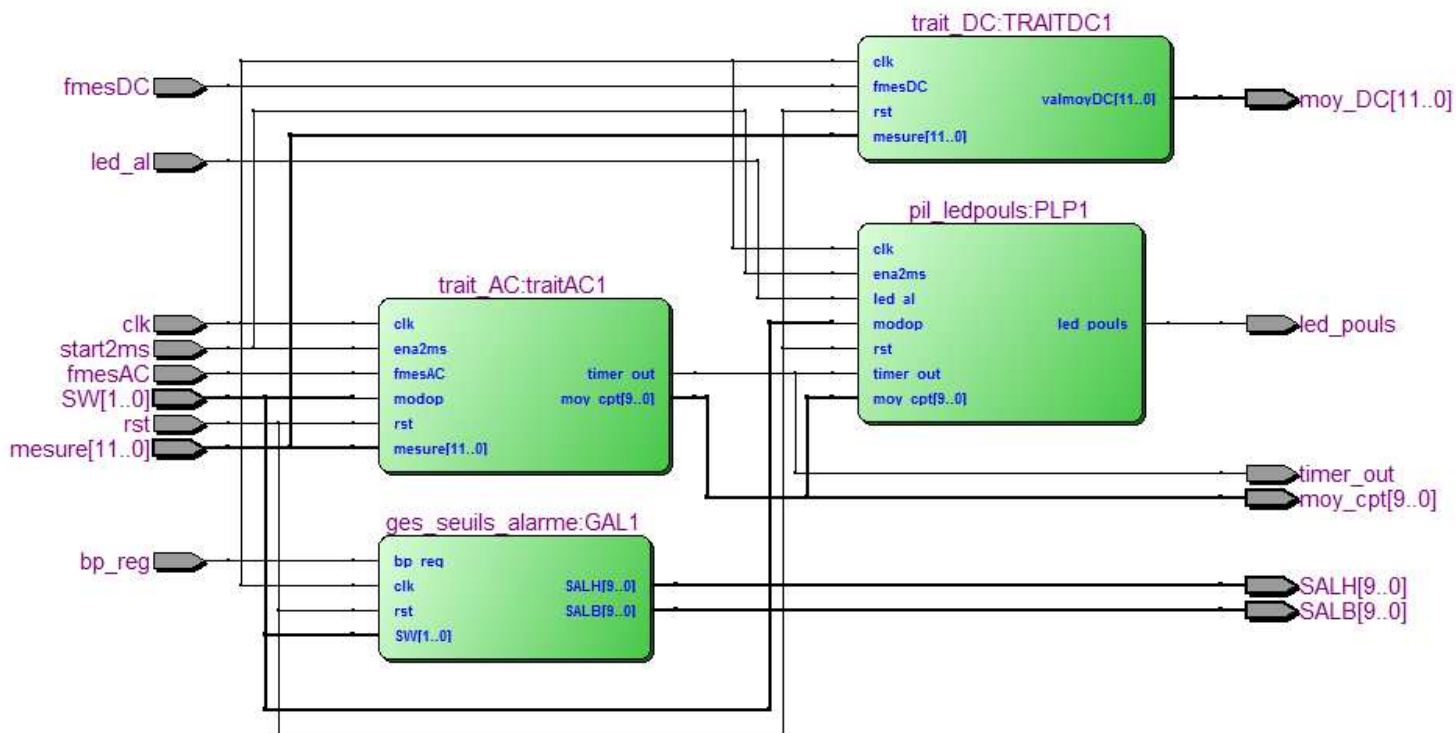 trait_DC:TRAITDC1
clk
fmesDC
fmesDC
rst
valmoyDC[11..0]
moy_DC[11..0]
mesure[11..0]
led_al
pil_ledpouls:PLP1
clk
ena2ms
led_al
modop
led_pouls
led_pouls
rst
timer_out
moy_cpt[9..0]
trait_AC:traitAC1
clk
clk
start2ms
ena2ms
fmesAC
fmesAC
timer_out
SW[1..0]
modop
moy_cpt[9..0]
rst
rst
mesure[11..0]
mesure[11..0]
timer_out
moy_cpt[9..0]
ges_seuils_alarme:GAL1
bp_reg
bp_reg
clk
SALH[9..0]
SALH[9..0]
rst
SALB[9..0]
SALB[9..0]
SW[1..0]